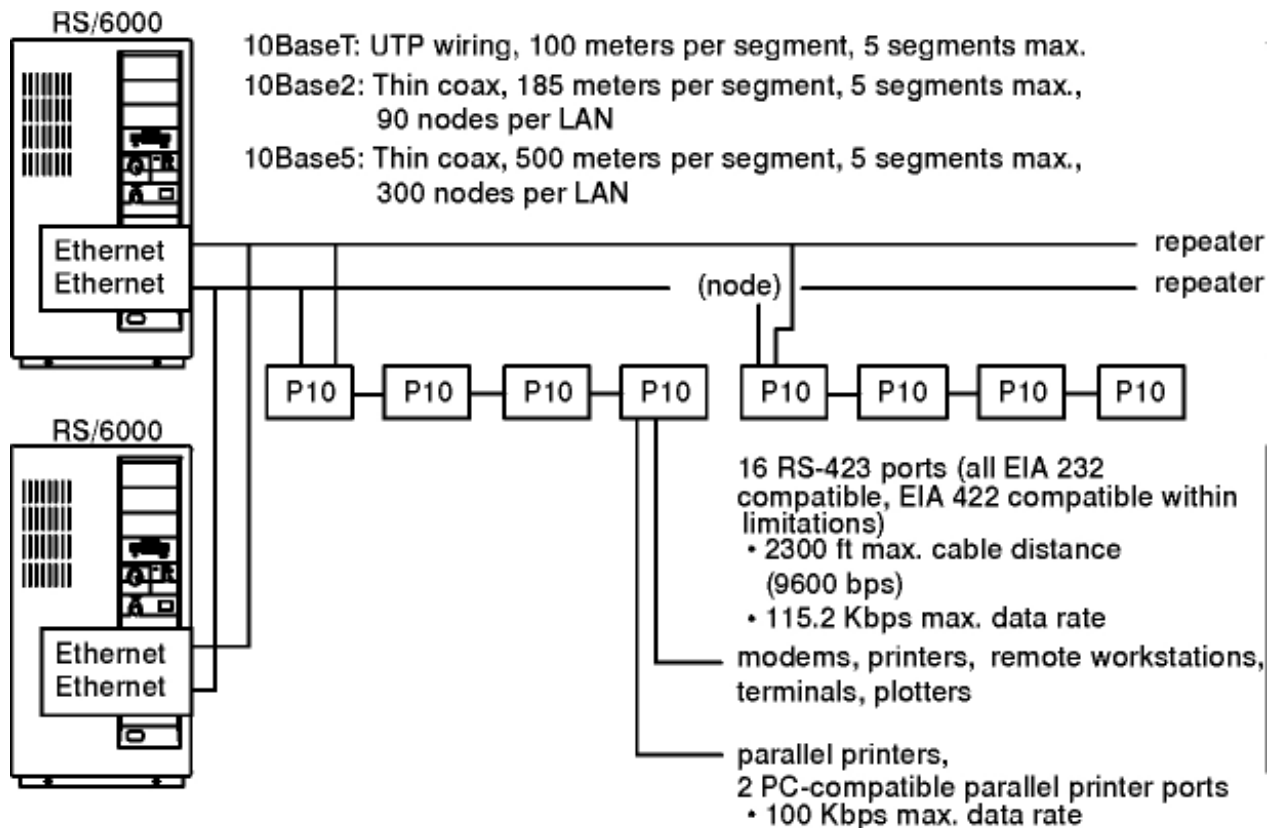 RS/6000
10BaseT: UTP wiring, 100 meters per segment, 5 segments max.
10Base2: Thin coax, 185 meters per segment, 5 segments max.,
90 nodes per LAN
10Base5: Thin coax, 500 meters per segment, 5 segments max.,
300 nodes per LAN
Ethernet
Ethernet
repeater
(node)
repeater
P10
P10
P10
P10
P10
P10
P10
P10
RS/6000
16 RS-423 ports (all EIA 232
compatible, EIA 422 compatible within
limitations)
• 2300 ft max. cable distance
(9600 bps)
• 115.2 Kbps max. data rate
Ethernet
Ethernet
modems, printers, remote workstations,
terminals, plotters
parallel printers,
2 PC-compatible parallel printer ports
• 100 Kbps max. data rate